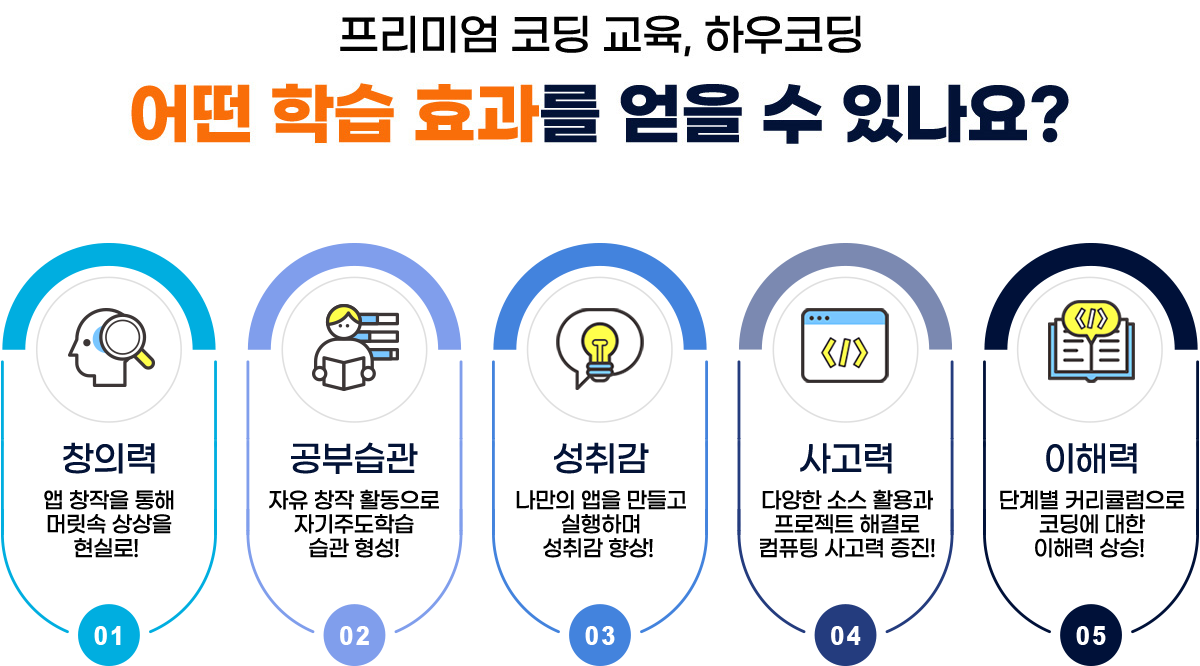 프리미엄 코딩 교육, 하우코딩
어떤 학습 효과를 얻을 수 있나요?
창의력
앱 창작을 통해
머릿속 상상을
현실로!
01
공부습관
자유 창작 활동으로
자기주도학습
습관 형성!
02
성취감
나만의 앱을 만들고
실행하며
성취감 향상!
03
</>
사고력
다양한 소스 활용과
프로젝트 해결로
컴퓨팅 사고력 증진!
04
</>
이해력
단계별 커리큘럼으로
코딩에 대한
이해력 상승!
05